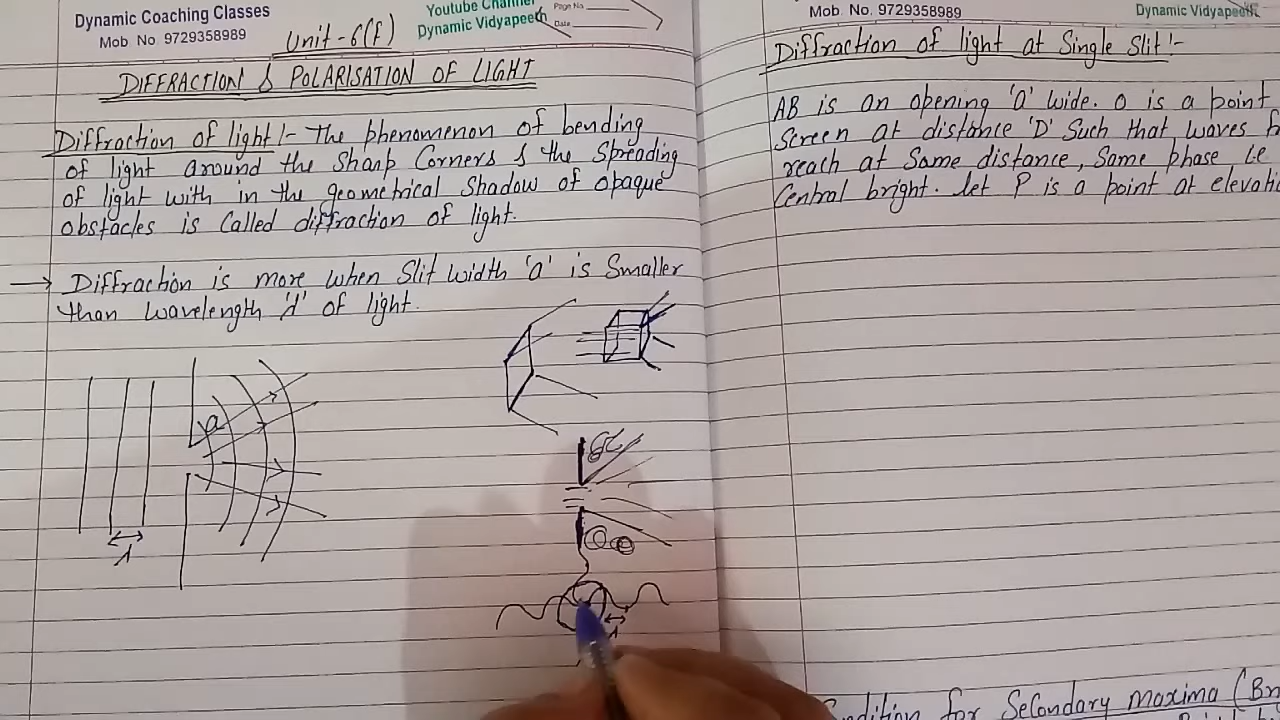 Dynamic Coaching Classes
Mob No 9729358989
Youtube Channel
Dynamic Vidyapeeth
Page No.
Date
Unit-6(f)
DIFFRACTION & POLARISATION OF LIGHT
Diffraction of light :- The phenomenon of bending
of light around the sharp Corners & the Spreading
of light with in the geometrical Shadow of opaque
obstacles is Called diffraction of light.
→ Diffraction is more when Slit width 'a' is Smaller
than wavelength 'λ' of light.
a
λ
λ
Mob. No. 9729358989
Dynamic Vidyapeeth
Diffraction of light at Single Slit :-
AB is an opening 'a' wide. O is a point
Screen at distance 'D' Such that waves
reach at Same distance, Same phase i.e
Central bright. Let P is a point at
for Secondary maxima